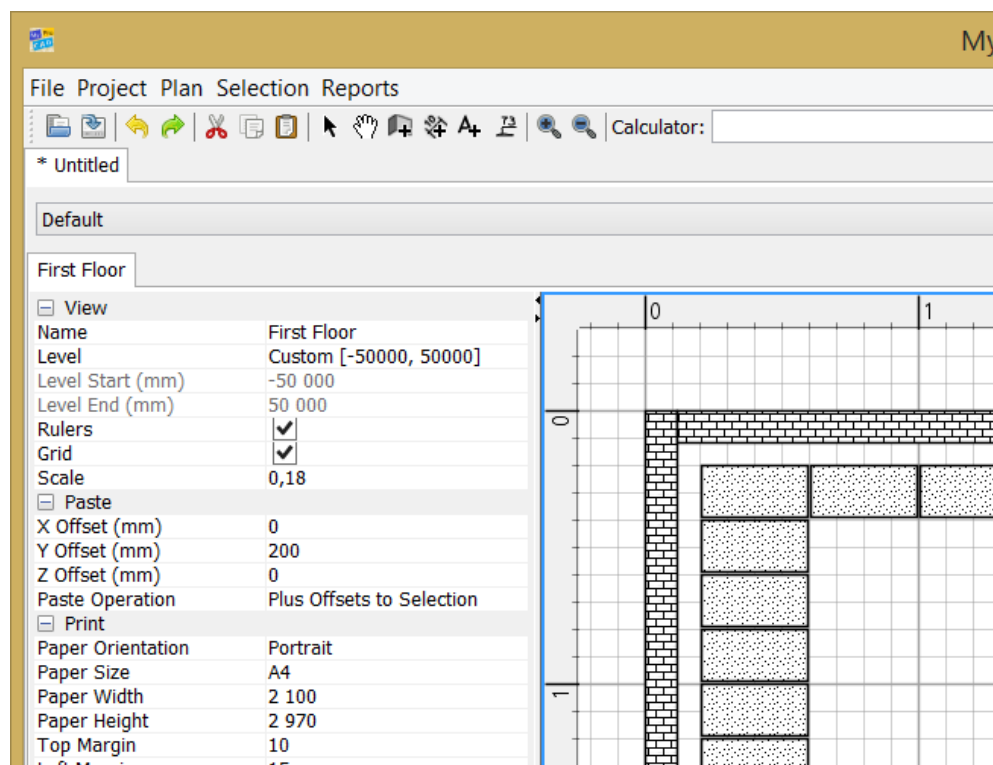 My
File Project Plan Selection Reports
Calculator:
* Untitled
Default
First Floor
View
Name First Floor
Level Custom [-50000, 50000]
Level Start (mm) -50 000
Level End (mm) 50 000
Rulers
Grid
Scale 0,18
Paste
X Offset (mm) 0
Y Offset (mm) 200
Z Offset (mm) 0
Paste Operation Plus Offsets to Selection
Print
Paper Orientation Portrait
Paper Size A4
Paper Width 2 100
Paper Height 2 970
Top Margin 10
0 1
0
1